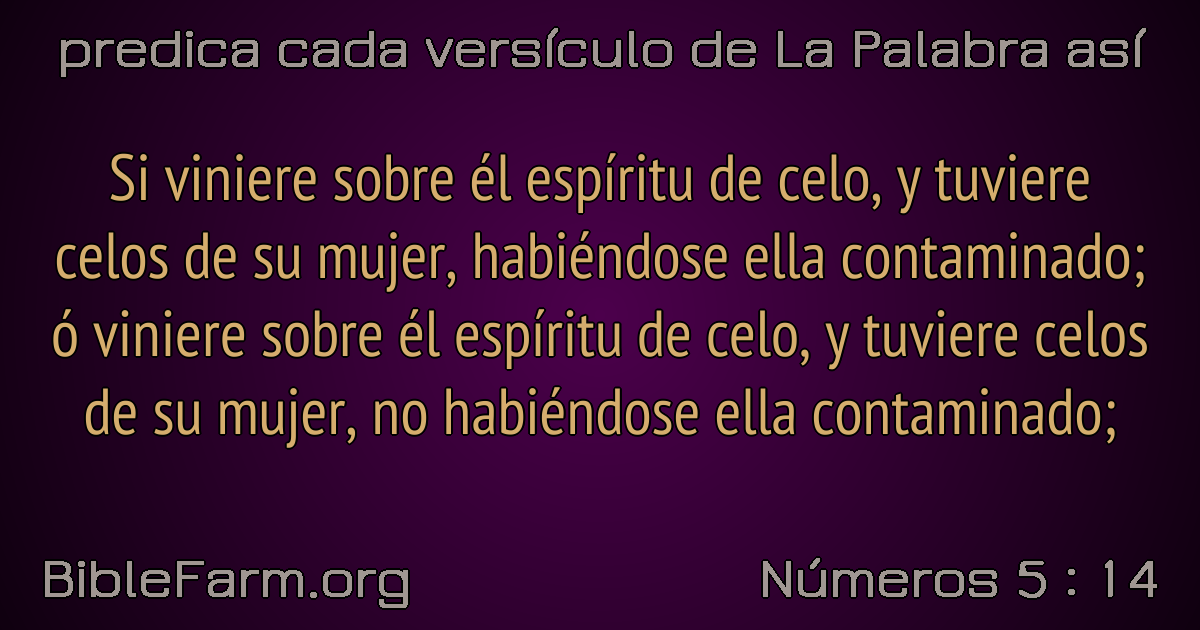 predica cada versículo de La Palabra así
Si viniere sobre él espíritu de celo, y tuviere
celos de su mujer, habiéndose ella contaminado;
ó viniere sobre él espíritu de celo, y tuviere celos
de su mujer, no habiéndose ella contaminado;
BibleFarm.org
Números 5 : 14